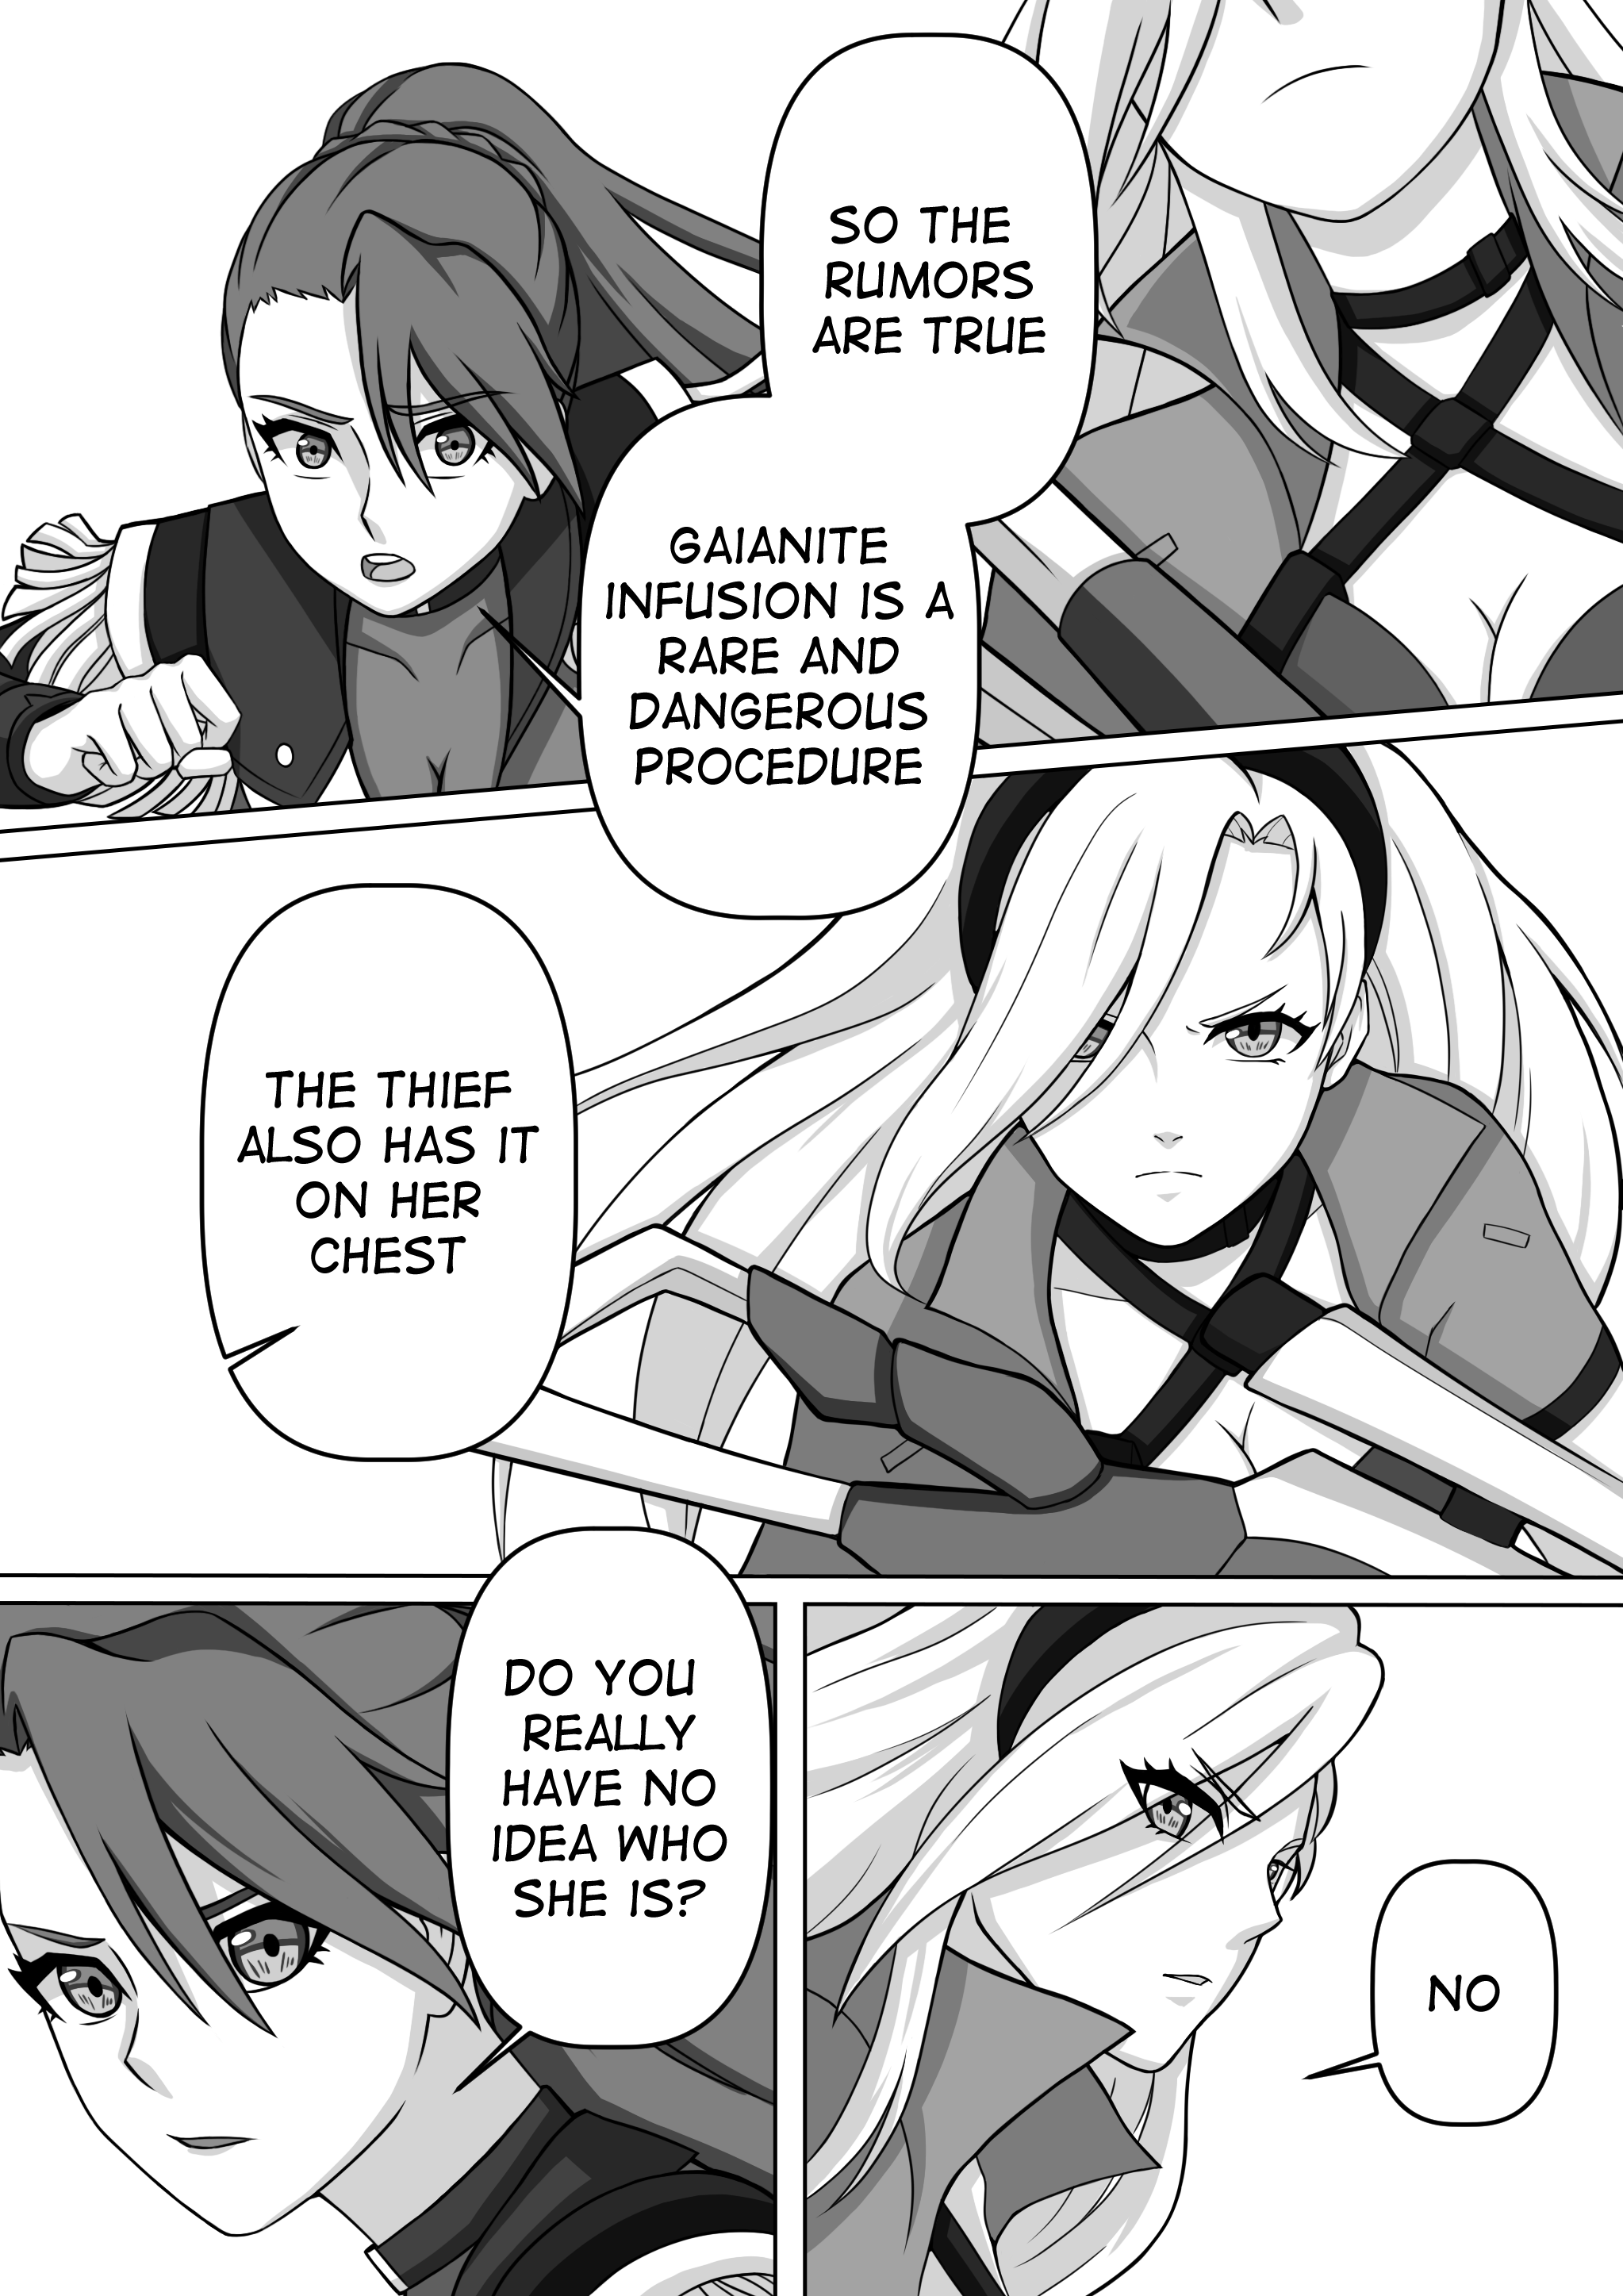 SO THE
RUMORS
ARE TRUE
GAIANITE
INFUSION IS A
RARE AND
DANGEROUS
PROCEDURE
THE THIEF
ALSO HAS IT
ON HER
CHEST
DO YOU
REALLY
HAVE NO
IDEA WHO
SHE IS?
NO